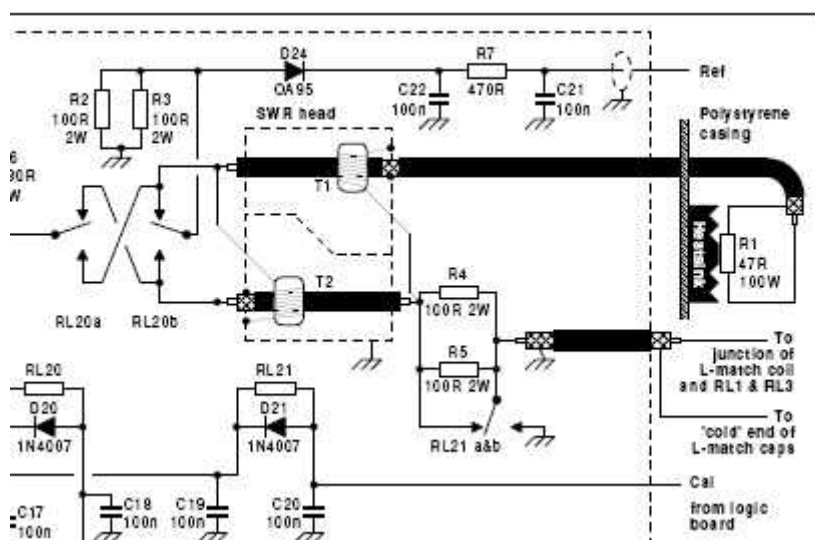 D24
OA95
R7
470R
Ref
R2
100R
2W
R3
100R
2W
C22
100n
C21
100n
SWR head
Polystyrene
casing
T1
R1
47R
100W
T2
R4
100R 2W
RL20a
RL20b
R5
100R 2W
To
junction of
L-match coil
and RL1 & RL3
RL20
RL21
D20
1N4007
D21
1N4007
RL21 a&b
To
"cold" end of
L-match caps
C17
100n
C18
100n
C19
100n
C20
100n
Cal
from logic
board